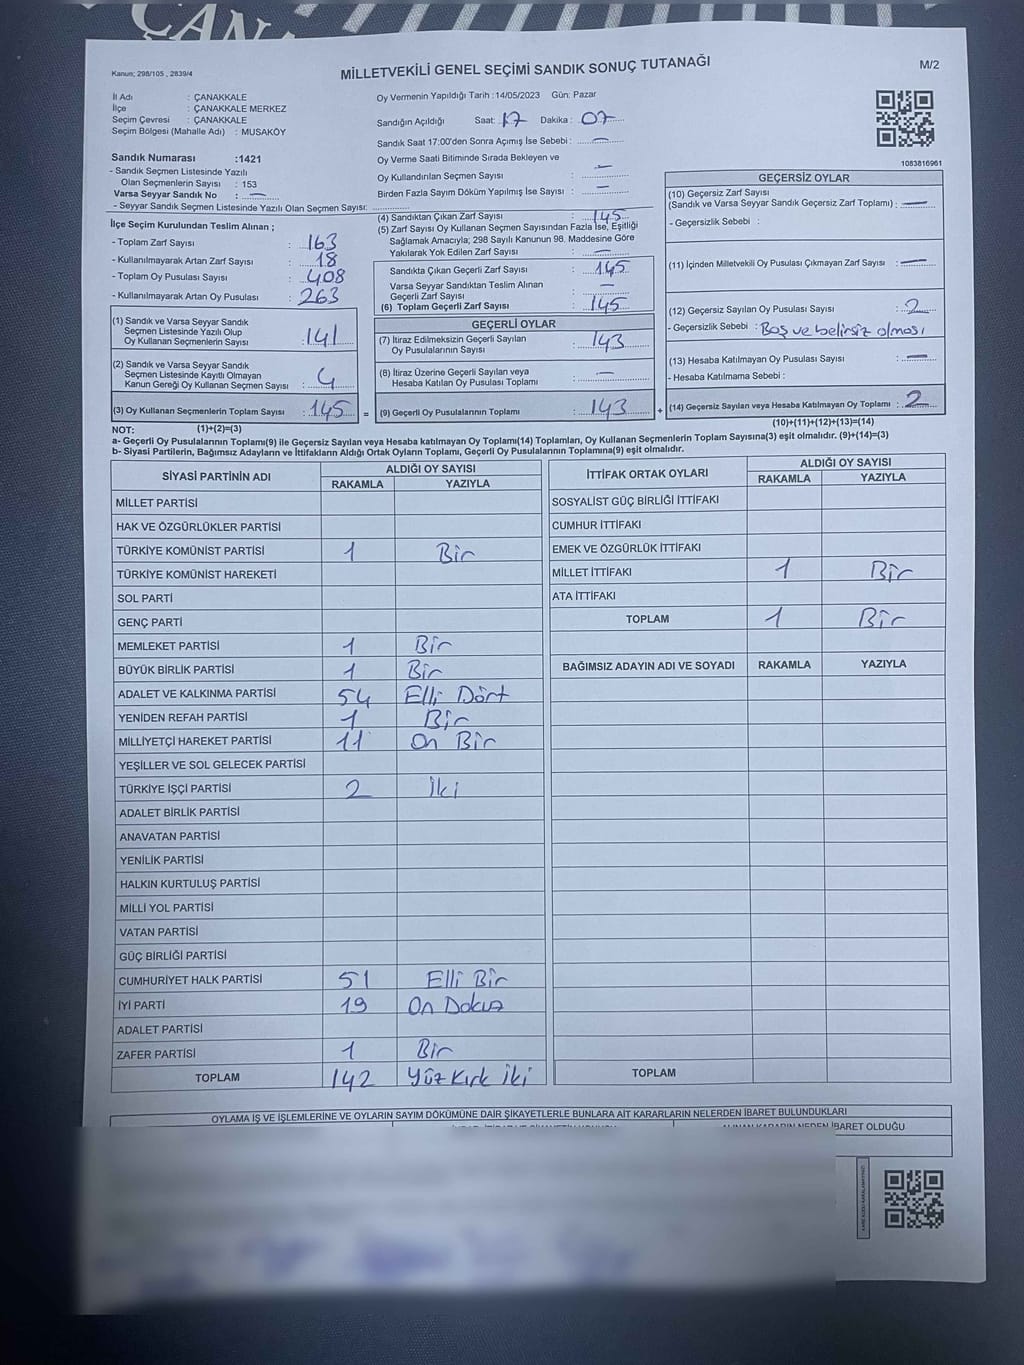 ÇANA
Kanun; 298/105 , 2839/4
MİLLETVEKİLİ GENEL SEÇİMİ SANDIK SONUÇ TUTANAĞI
M/2
İl Adı : ÇANAKKALE
İlçe : ÇANAKKALE MERKEZ
Seçim Çevresi : ÇANAKKALE
Seçim Bölgesi (Mahalle Adı) : MUSAKÖY
Sandık Numarası :1421
- Sandık Seçmen Listesinde Yazılı
Olan Seçmenlerin Sayısı : 153
Varsa Seyyar Sandık No : —
- Seyyar Sandık Seçmen Listesinde Yazılı Olan Seçmen Sayısı:
Oy Vermenin Yapıldığı Tarih :14/05/2023 Gün: Pazar
Sandığın Açıldığı Saat: 17 Dakika : 07
Sandık Saat 17:00'den Sonra Açımış İse Sebebi : —
Oy Verme Saati Bitiminde Sırada Bekleyen ve
Oy Kullandırılan Seçmen Sayısı : —
Birden Fazla Sayım Döküm Yapılmış İse Sayısı : —
1083816961
İlçe Seçim Kurulundan Teslim Alınan ;
- Toplam Zarf Sayısı : 163
- Kullanılmayarak Artan Zarf Sayısı : 18
- Toplam Oy Pusulası Sayısı : 408
- Kullanılmayarak Artan Oy Pusulası : 263
(1) Sandık ve Varsa Seyyar Sandık
Seçmen Listesinde Yazılı Olup
Oy Kullanan Seçmenlerin Sayısı : 141
(2) Sandık ve Varsa Seyyar Sandık
Seçmen Listesinde Kayıtlı Olmayan
Kanun Gereği Oy Kullanan Seçmen Sayısı : 4
(3) Oy Kullanan Seçmenlerin Toplam Sayısı : 145 =
(4) Sandıktan Çıkan Zarf Sayısı : 145
(5) Zarf Sayısı Oy Kullanan Seçmen Sayısından Fazla İse, Eşitliği
Sağlamak Amacıyla; 298 Sayılı Kanunun 98. Maddesine Göre
Yakılarak Yok Edilen Zarf Sayısı : —
Sandıkta Çıkan Geçerli Zarf Sayısı : 145
Varsa Seyyar Sandıktan Teslim Alınan
Geçerli Zarf Sayısı : —
(6) Toplam Geçerli Zarf Sayısı : 145
GEÇERLİ OYLAR
(7) İtiraz Edilmeksizin Geçerli Sayılan
Oy Pusulalarının Sayısı : 143
(8) İtiraz Üzerine Geçerli Sayılan veya
Hesaba Katılan Oy Pusulası Toplamı : —
(9) Geçerli Oy Pusulalarının Toplamı : 143 +
GEÇERSİZ OYLAR
(10) Geçersiz Zarf Sayısı
(Sandık ve Varsa Seyyar Sandık Geçersiz Zarf Toplamı) : —
- Geçersizlik Sebebi :
(11) İçinden Milletvekili Oy Pusulası Çıkmayan Zarf Sayısı : —
(12) Geçersiz Sayılan Oy Pusulası Sayısı : 2
- Geçersizlik Sebebi : Boş ve belirsiz olması
(13) Hesaba Katılmayan Oy Pusulası Sayısı : —
- Hesaba Katılmama Sebebi :
(14) Geçersiz Sayılan veya Hesaba Katılmayan Oy Toplamı : 2
NOT: (1)+(2)=(3)
(10)+(11)+(12)+(13)=(14)
a- Geçerli Oy Pusulalarının Toplamı(9) ile Geçersiz Sayılan veya Hesaba katılmayan Oy Toplamı(14) Toplamları, Oy Kullanan Seçmenlerin Toplam Sayısına(3) eşit olmalıdır. (9)+(14)=(3)
b- Siyasi Partilerin, Bağımsız Adayların ve İttifakların Aldığı Ortak Oyların Toplamı, Geçerli Oy Pusulalarının Toplamına(9) eşit olmalıdır.
SİYASİ PARTİNİN ADI ALDIĞI OY SAYISI
RAKAMLA YAZIYLA
MİLLET PARTİSİ
HAK VE ÖZGÜRLÜKLER PARTİSİ
TÜRKİYE KOMÜNİST PARTİSİ 1 Bir
TÜRKİYE KOMÜNİST HAREKETİ
SOL PARTİ
GENÇ PARTİ
MEMLEKET PARTİSİ 1 Bir
BÜYÜK BİRLİK PARTİSİ 1 Bir
ADALET VE KALKINMA PARTİSİ 54 Elli Dört
YENİDEN REFAH PARTİSİ 1 Bir
MİLLİYETÇİ HAREKET PARTİSİ 11 On Bir
YEŞİLLER VE SOL GELECEK PARTİSİ
TÜRKİYE İŞÇİ PARTİSİ 2 İki
ADALET BİRLİK PARTİSİ
ANAVATAN PARTİSİ
YENİLİK PARTİSİ
HALKIN KURTULUŞ PARTİSİ
MİLLİ YOL PARTİSİ
VATAN PARTİSİ
GÜÇ BİRLİĞİ PARTİSİ
CUMHURİYET HALK PARTİSİ 51 Elli Bir
İYİ PARTİ 19 On Dokuz
ADALET PARTİSİ
ZAFER PARTİSİ 1 Bir
TOPLAM 142 Yüz Kırk İki
İTTİFAK ORTAK OYLARI ALDIĞI OY SAYISI
RAKAMLA YAZIYLA
SOSYALİST GÜÇ BİRLİĞİ İTTİFAKI
CUMHUR İTTİFAKI
EMEK VE ÖZGÜRLÜK İTTİFAKI
MİLLET İTTİFAKI 1 Bir
ATA İTTİFAKI
TOPLAM 1 Bir
BAĞIMSIZ ADAYIN ADI VE SOYADI RAKAMLA YAZIYLA
TOPLAM
OYLAMA İŞ VE İŞLEMLERİNE VE OYLARIN SAYIM DÖKÜMÜNE DAİR ŞİKAYETLERLE BUNLARA AİT KARARLARIN NELERDEN İBARET BULUNDUKLARI
ALINAN KARARIN NEDEN İBARET OLDUĞU